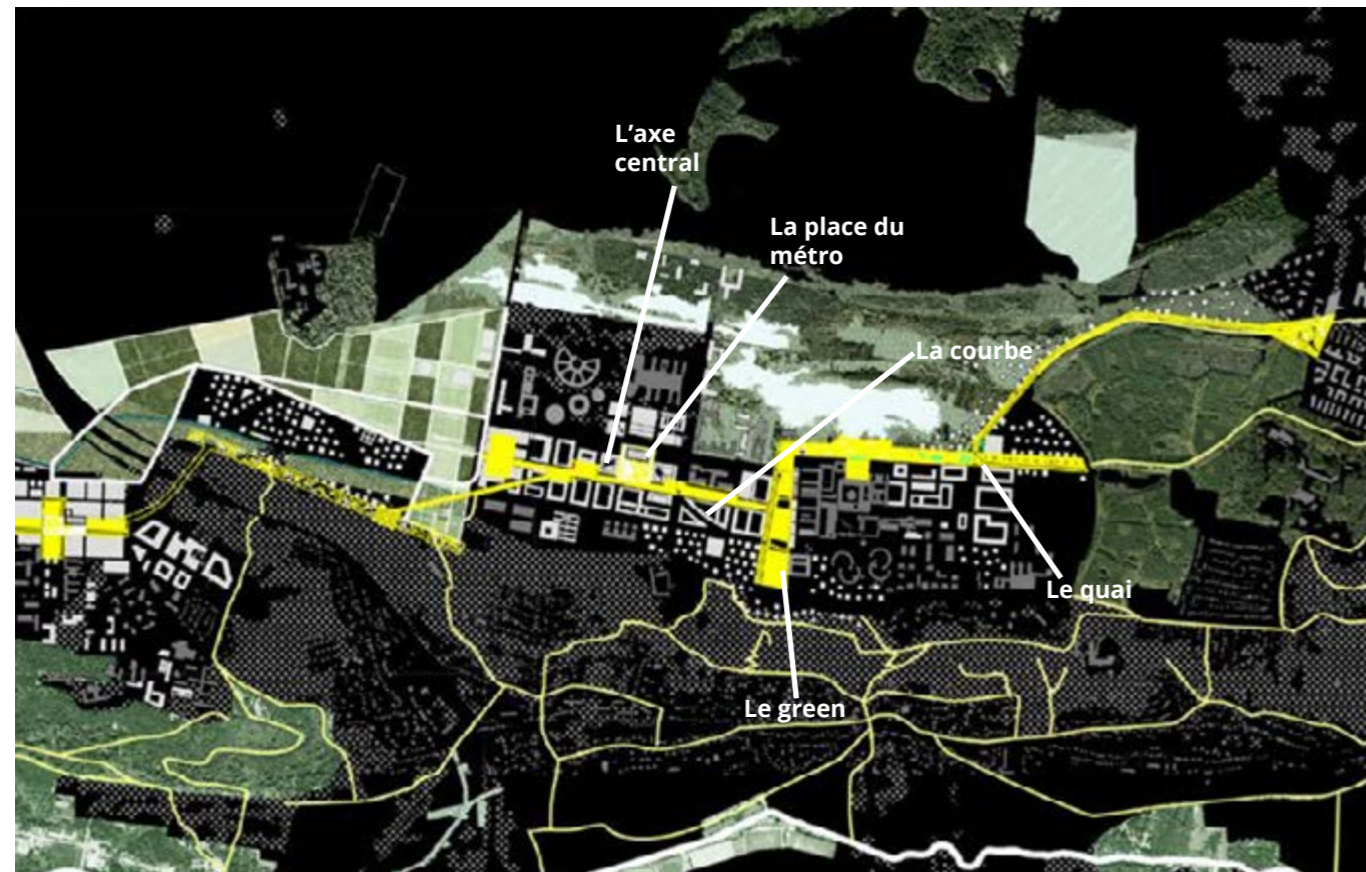 L’axe
central
La place du
métro
La courbe
Le quai
Le green